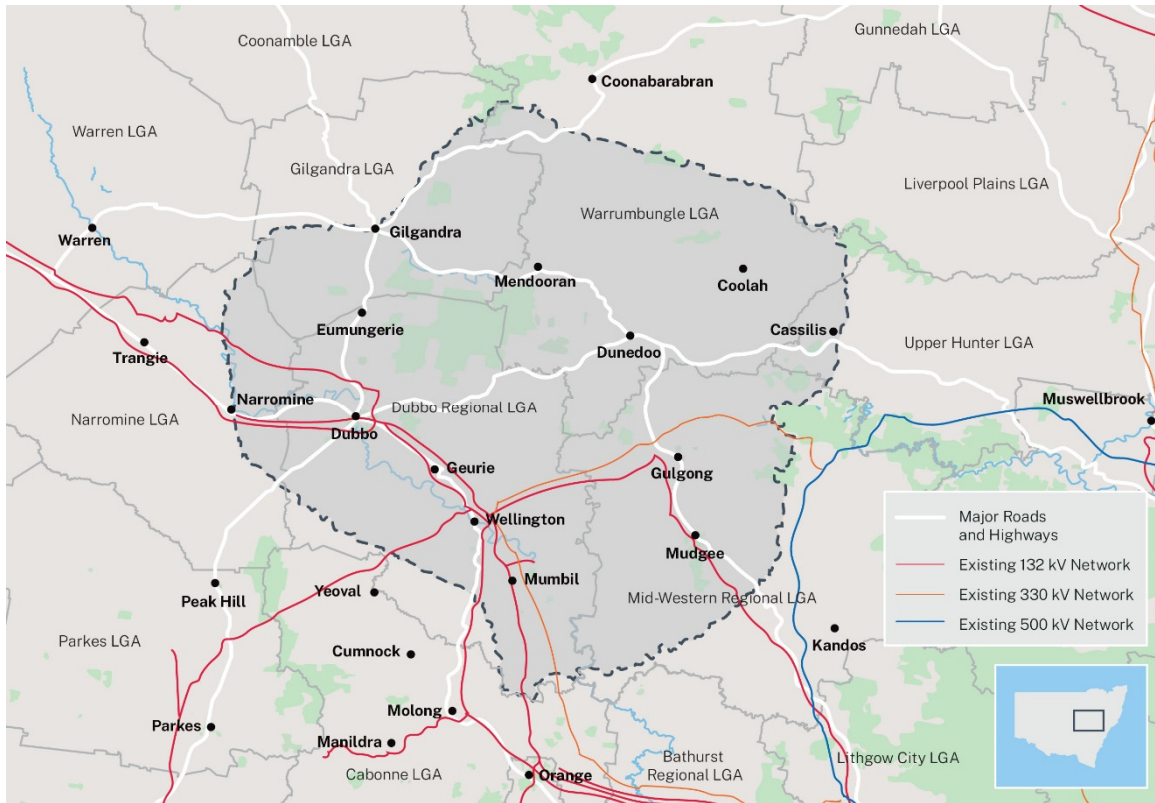 Coonamble LGA
Gunnedah LGA
Coonabarabran
Warren LGA
Gilgandra LGA
Liverpool Plains LGA
Warrumbungle LGA
Warren
Gilgandra
Mendooran
Coolah
Eumungerie
Cassilis
Trangie
Dunedoo
Upper Hunter LGA
Narromine
Muswellbrook
Narromine LGA
Dubbo Regional LGA
Dubbo
Geurie
Gulgong
Wellington
Major Roads
and Highways
Mudgee
Existing 132 kV Network
Mumbil
Peak Hill
Yeoval
Mid-Western Regional LGA
Existing 330 kV Network
Existing 500 kV Network
Parkes LGA
Kandos
Cumnock
Molong
Parkes
Manildra
Bathurst
Regional LGA
Lithgow City LGA
Cabonne LGA
Orange